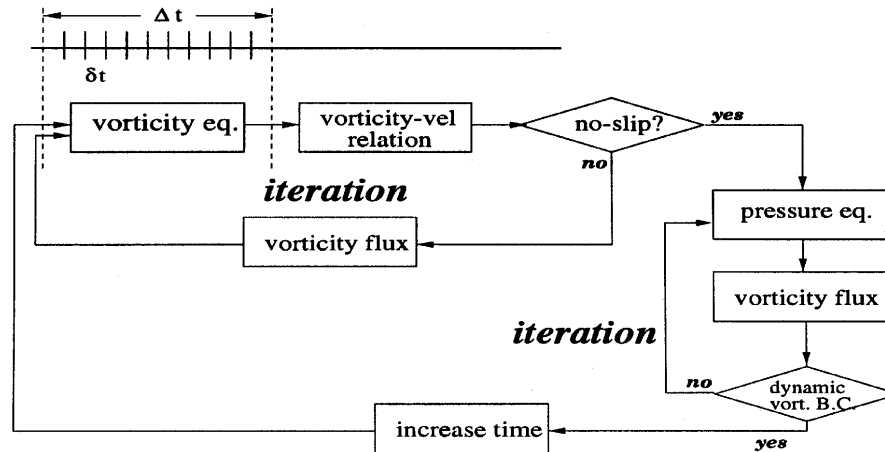 Δ t
δt
vorticity eq.
vorticity-vel
relation
no-slip?
yes
no
iteration
vorticity flux
pressure eq.
vorticity flux
iteration
no
dynamic
vort. B.C.
yes
increase time